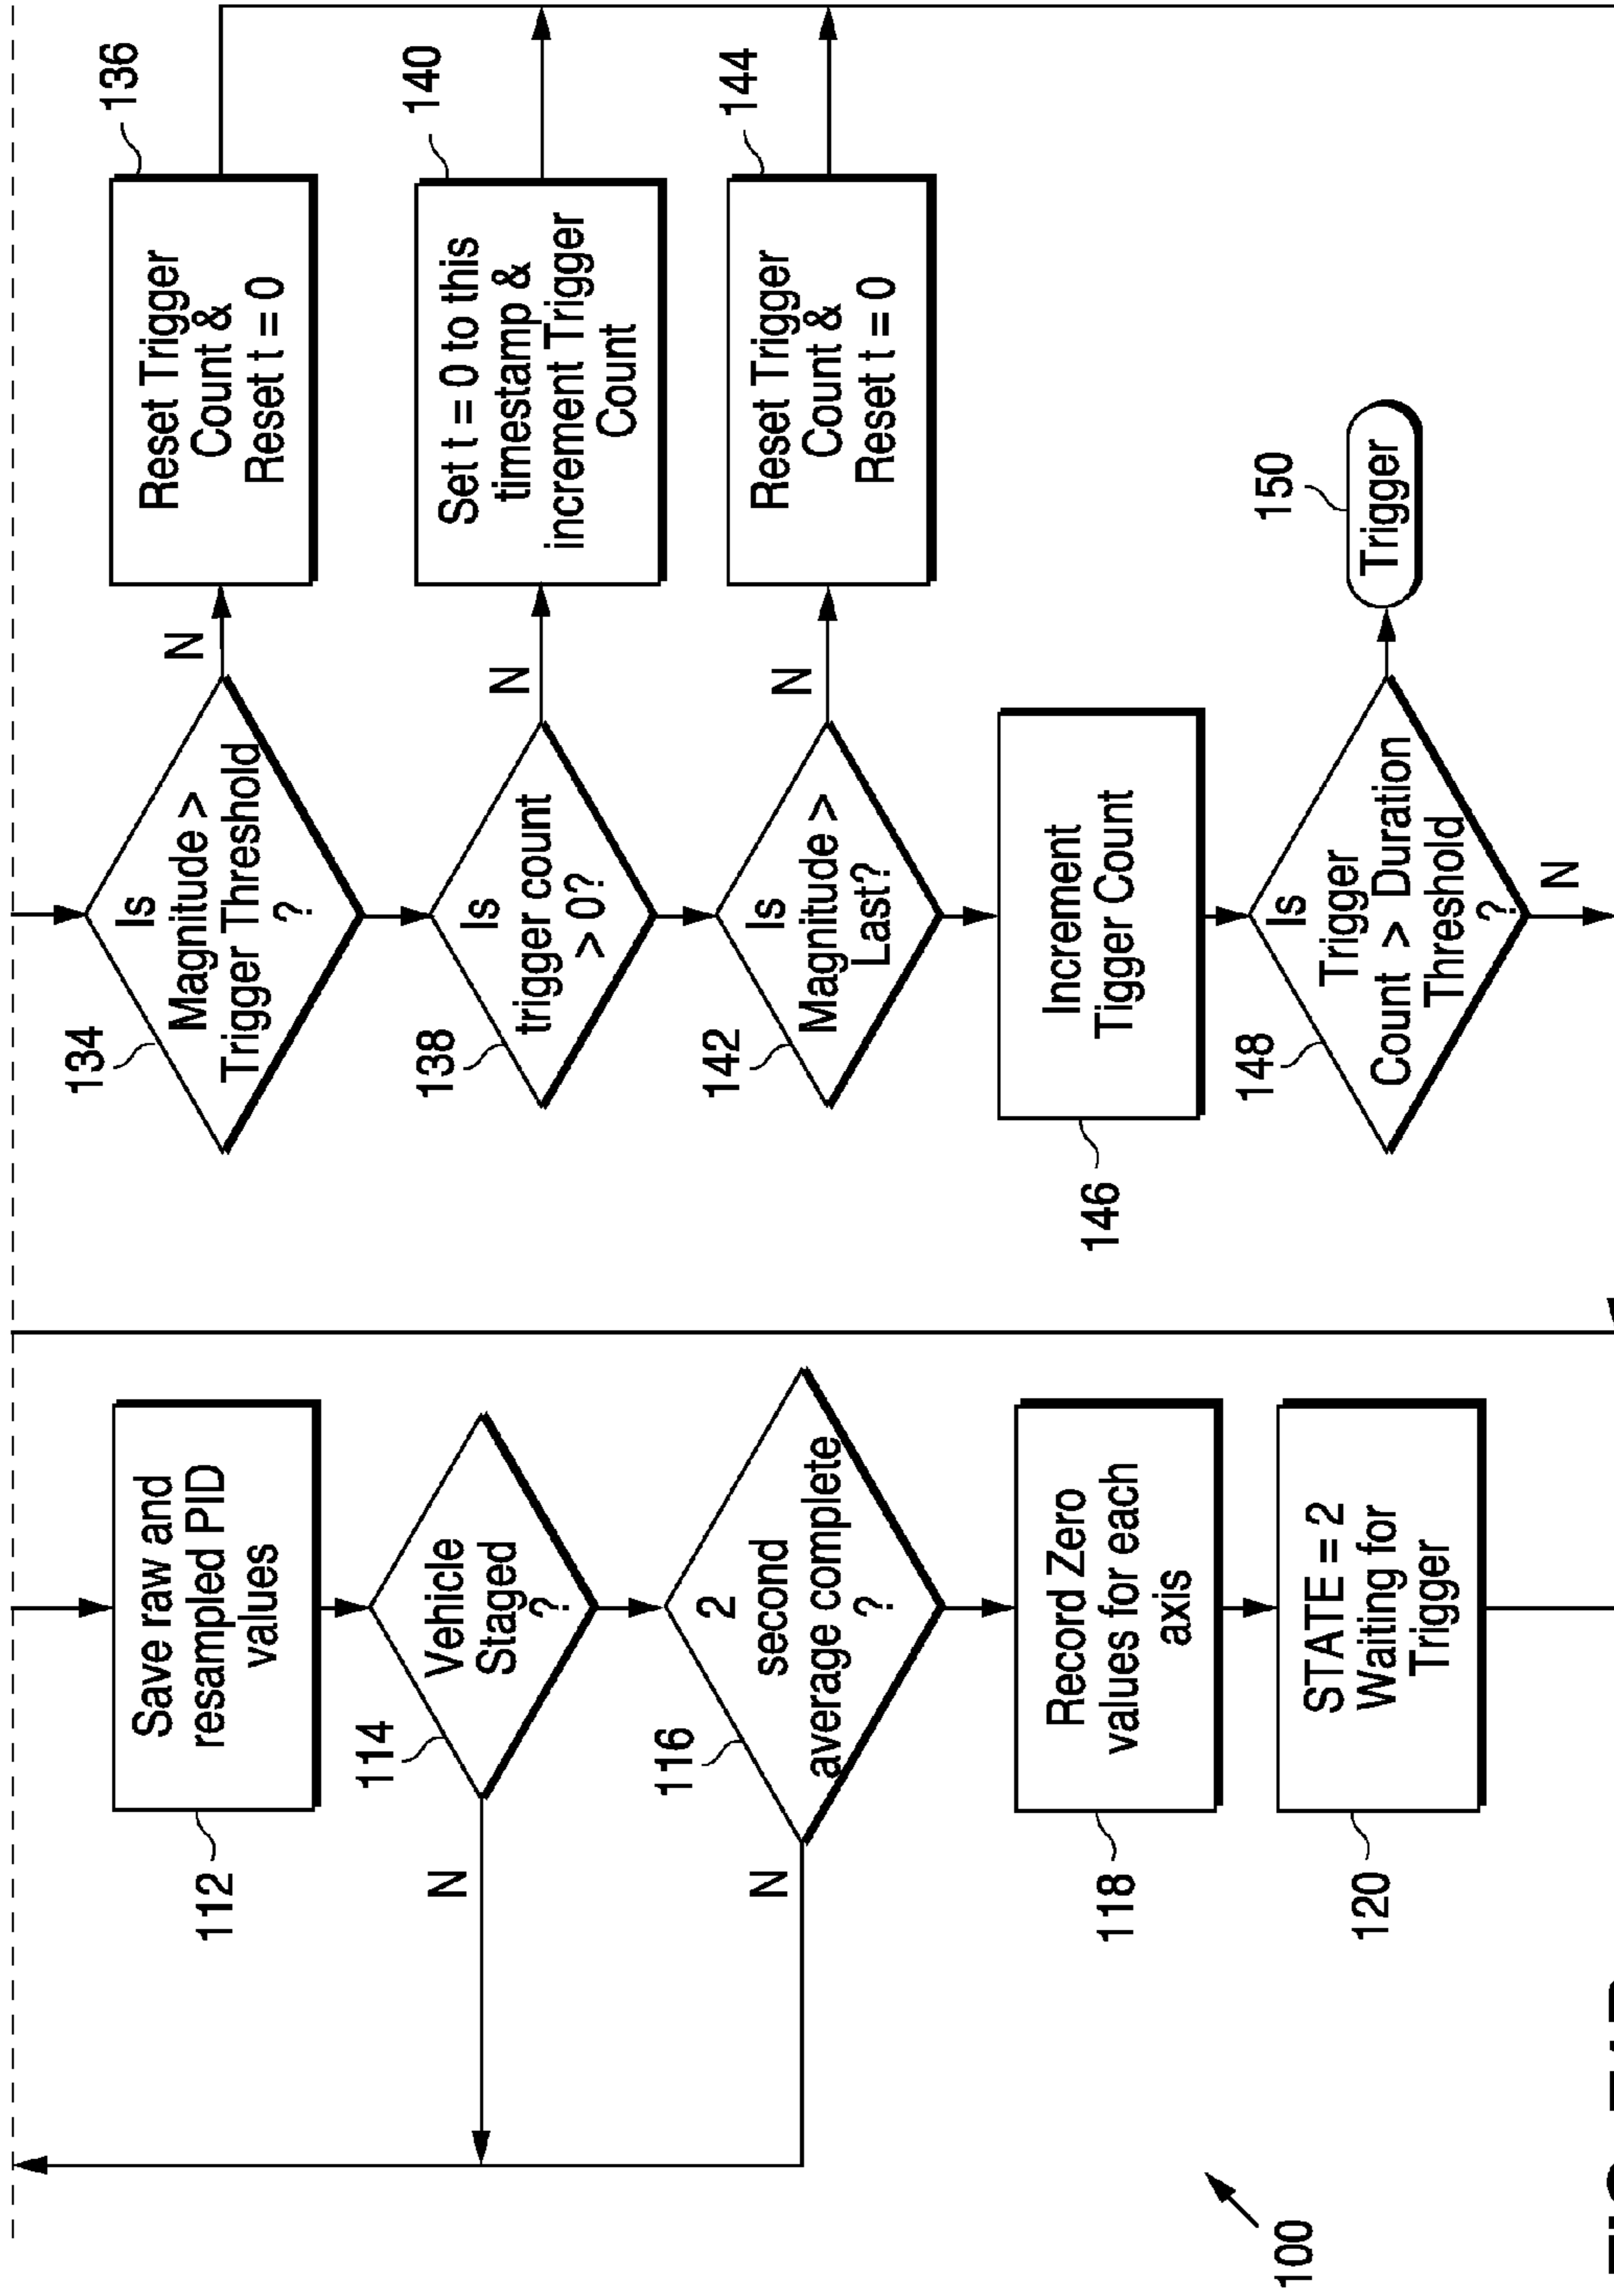 112
Save raw and
resampled PID
values
114
Vehicle
Staged
?
N
116
2
second
average complete
?
N
118
Record Zero
values for each
axis
120
STATE = 2
Waiting for
Trigger
100
134
Is
Magnitude >
Trigger Threshold
?
N
136
Reset Trigger
Count &
Reset t = 0
138
Is
trigger count
> 0?
N
140
Set t = 0 to this
timestamp &
increment Trigger
Count
142
Is
Magnitude >
Last?
N
144
Reset Trigger
Count &
Reset t = 0
146
Increment
Tigger Count
148
Is
Trigger
Count > Duration
Threshold
?
N
150
Trigger